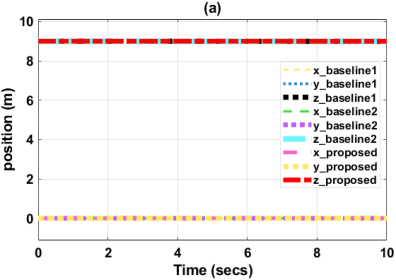 (a)
position (m)
10
8
6
4
2
0
x_baseline1
y_baseline1
z_baseline1
x_baseline2
y_baseline2
z_baseline2
x_proposed
y_proposed
z_proposed
0 2 4 6 8 10
Time (secs)